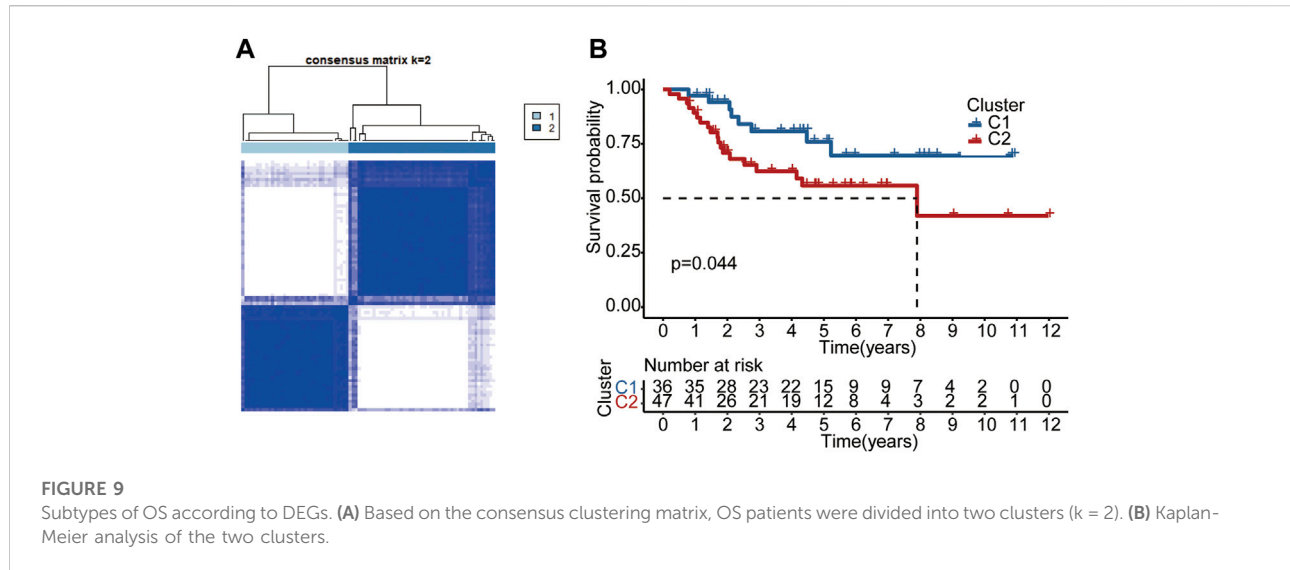 A
consensus matrix k=2
1
2
B
1.00
0.75
0.50
0.25
0.00
Survival probability
Cluster
C1
C2
p=0.044
0 1 2 3 4 5 6 7 8 9 10 11 12
Time(years)
Number at risk
Cluster
C1 36 35 28 23 22 15 9 9 7 4 2 0 0
C2 47 41 26 21 19 12 8 4 3 2 2 1 0
0 1 2 3 4 5 6 7 8 9 10 11 12
Time(years)
FIGURE 9
Subtypes of OS according to DEGs. (A) Based on the consensus clustering matrix, OS patients were divided into two clusters (k = 2). (B) Kaplan-
Meier analysis of the two clusters.